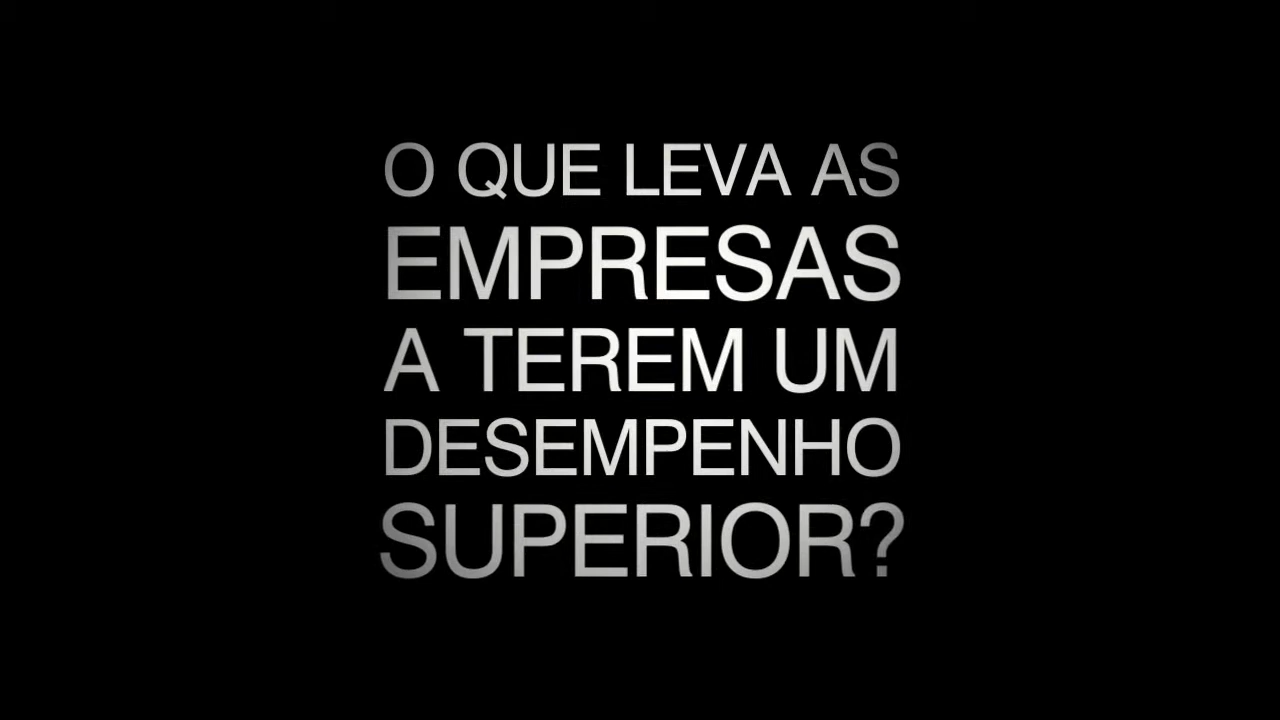 O QUE LEVA AS
EMPRESAS
A TEREM UM
DESEMPENHO
SUPERIOR?